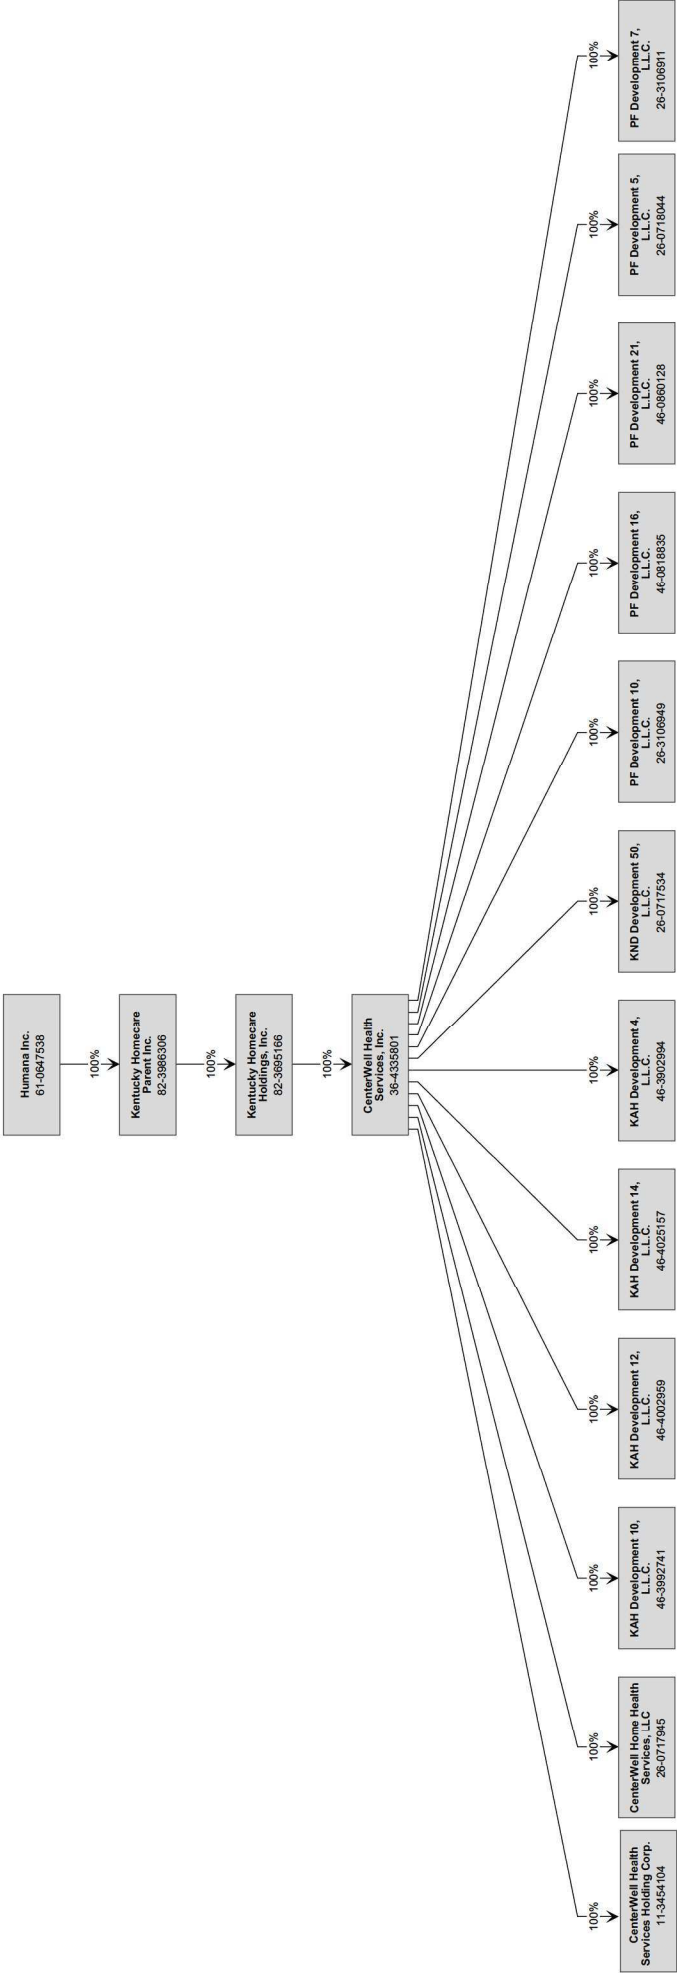 Humana Inc.
61-0647538
100%
Kentucky Homecare
Parent Inc.
82-3986306
100%
Kentucky Homecare
Holdings, Inc.
82-3695166
100%
CenterWell Health
Services, Inc.
36-4335801
100%
CenterWell Health
Services Holding Corp.
11-3454104
100%
CenterWell Home Health
Services, LLC
26-0717945
100%
KAH Development 10,
L.L.C.
46-3992741
100%
KAH Development 12,
L.L.C.
46-4002959
100%
KAH Development 14,
L.L.C.
46-4025157
100%
KAH Development 4,
L.L.C.
46-3902994
100%
KND Development 50,
L.L.C.
26-0717534
100%
PF Development 10,
L.L.C.
26-3106949
100%
PF Development 16,
L.L.C.
46-0818835
100%
PF Development 21,
L.L.C.
46-0860128
100%
PF Development 5,
L.L.C.
26-0718044
100%
PF Development 7,
L.L.C.
26-3106911